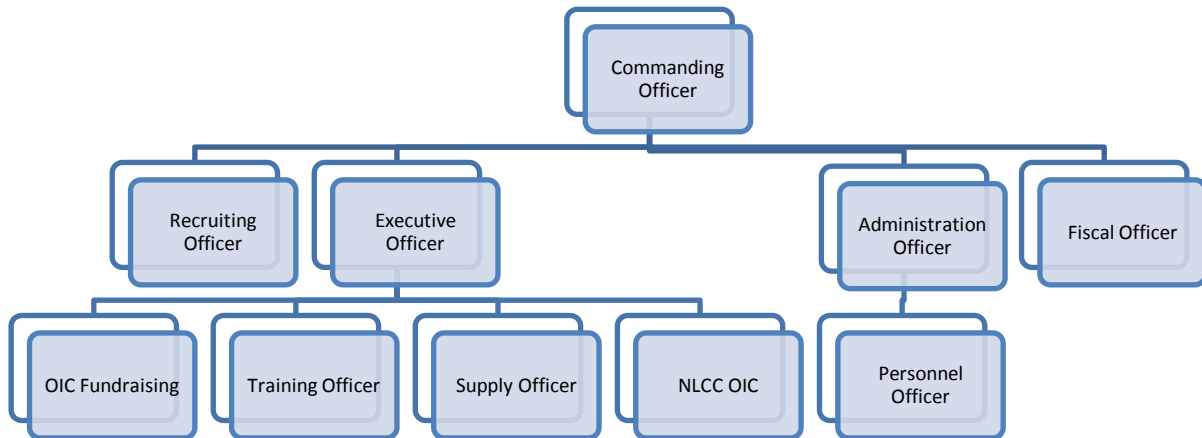 Commanding
Officer
Recruiting
Officer
Executive
Officer
Administration
Officer
Fiscal Officer
OIC Fundraising
Training Officer
Supply Officer
NLCC OIC
Personnel
Officer